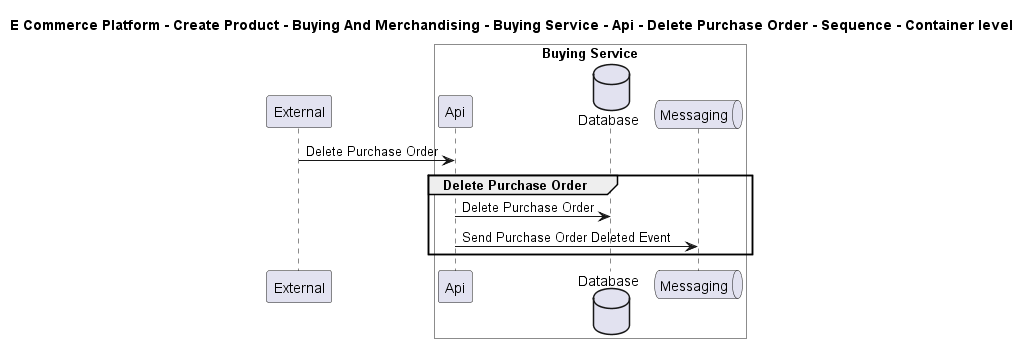 E Commerce Platform - Create Product - Buying And Merchandising - Buying Service - Api - Delete Purchase Order - Sequence - Container level
Buying Service
External
Api
Database
Messaging
Delete Purchase Order
Delete Purchase Order
Delete Purchase Order
Send Purchase Order Deleted Event
External
Api
Database
Messaging